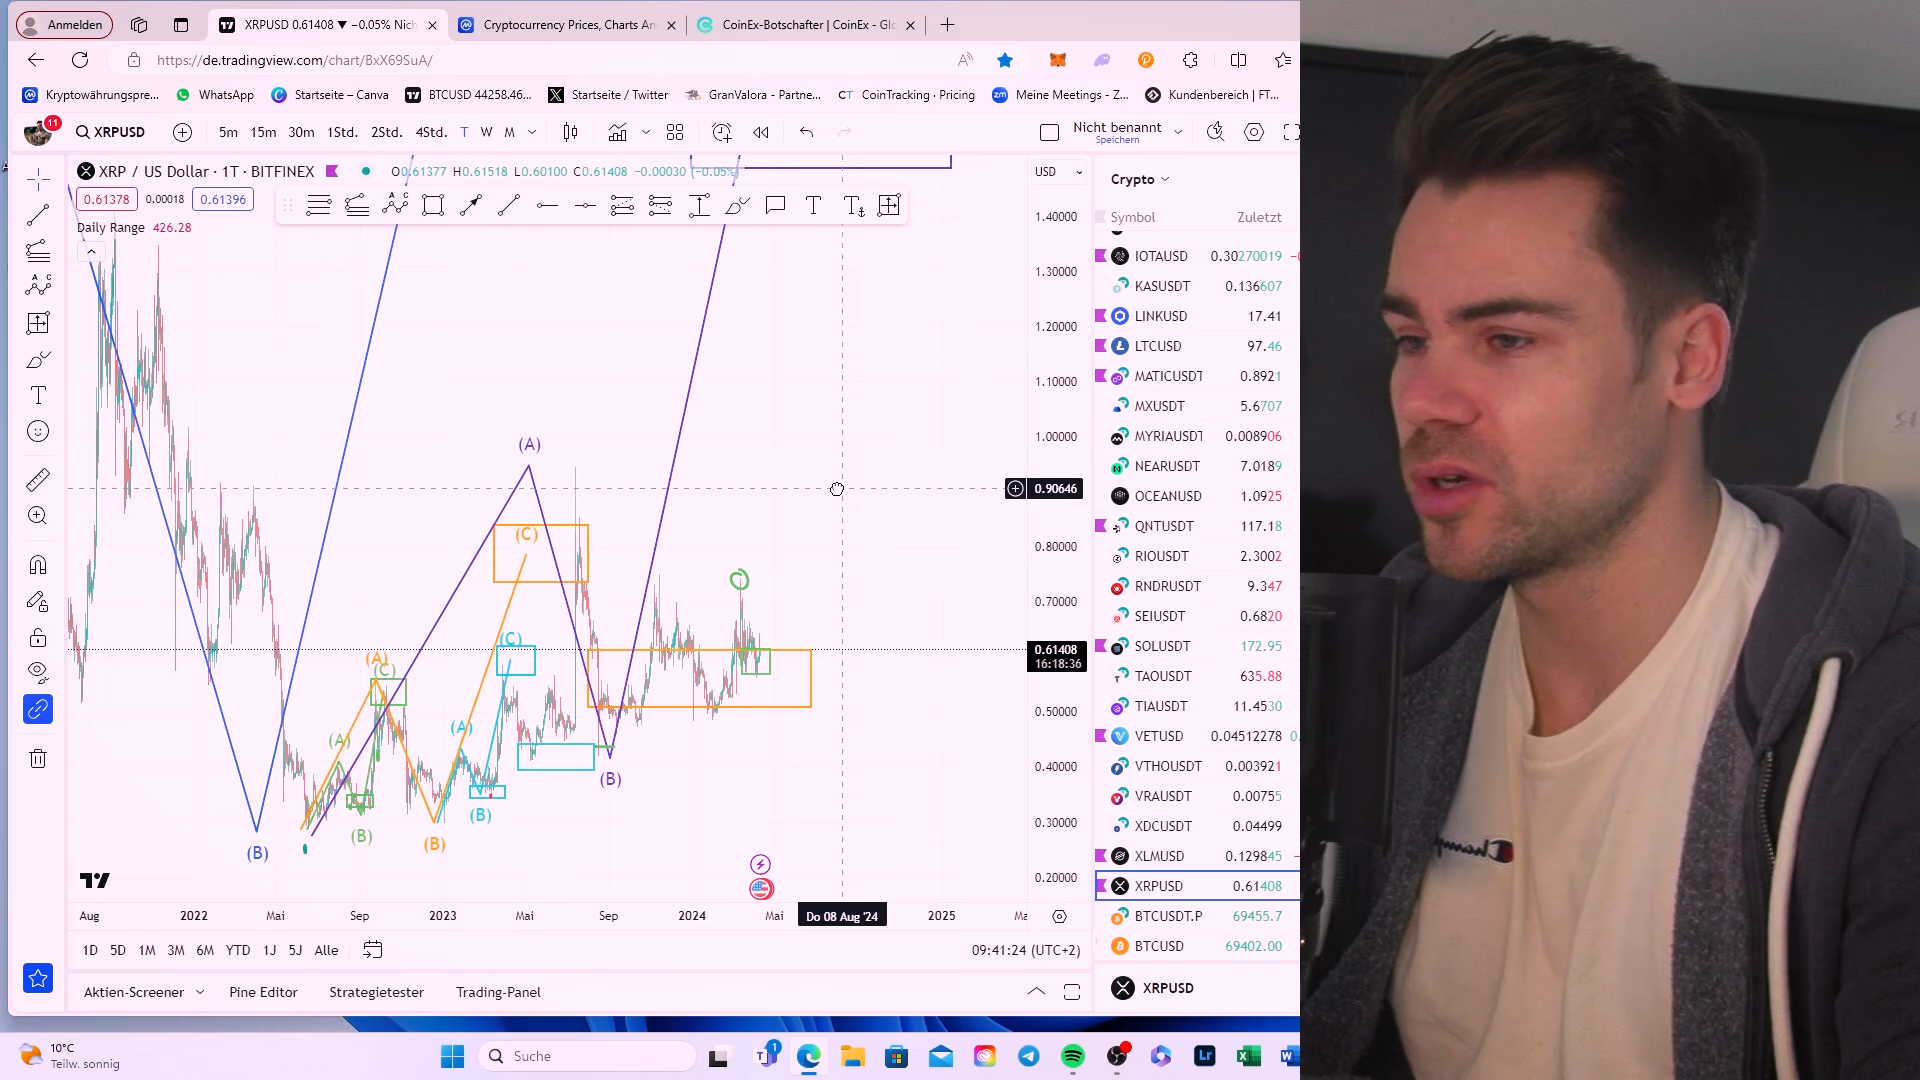 Anmelden
XRPUSD 0.61408 ▼ −0.05% Nich
Cryptocurrency Prices, Charts An
CoinEx-Botschafter | CoinEx - Glo
https://de.tradingview.com/chart/BxX69SuA/
Kryptowährungspre...
WhatsApp
Startseite – Canva
BTCUSD 44258.46...
Startseite / Twitter
GranValora - Partne...
CoinTracking · Pricing
Meine Meetings - Z...
Kundenbereich | FT...
11
XRPUSD
5m 15m 30m 1Std. 2Std. 4Std. T W M
Nicht benannt
Speichern
XRP / US Dollar · 1T · BITFINEX
O0.61377 H0.61518 L0.60100 C0.61408 −0.00030 (−0.05%)
USD
0.61378 0.00018 0.61396
Daily Range 426.28
1.40000
1.30000
1.20000
1.10000
1.00000
0.90646
0.80000
0.70000
0.61408
16:18:36
0.50000
0.40000
0.30000
0.20000
(A)
(C)
(C)
(A)
(C)
(A)
(A)
(B)
(B)
(B)
(B)
(B)
Aug 2022 Mai Sep 2023 Mai Sep 2024 Mai Do 08 Aug '24 2025 Ma
1D 5D 1M 3M 6M YTD 1J 5J Alle
09:41:24 (UTC+2)
Aktien-Screener Pine Editor Strategietester Trading-Panel
Crypto
Symbol Zuletzt
IOTAUSD 0.30270019
KASUSDT 0.136607
LINKUSD 17.41
LTCUSD 97.46
MATICUSDT 0.8921
MXUSDT 5.6707
MYRIAUSDT 0.008906
NEARUSDT 7.0189
OCEANUSD 1.0925
QNTUSDT 117.18
RIOUSDT 2.3002
RNDRUSDT 9.347
SEIUSDT 0.6820
SOLUSDT 172.95
TAOUSDT 635.88
TIAUSDT 11.4530
VETUSD 0.04512278
VTHOUSDT 0.003921
VRAUSDT 0.00755
XDCUSDT 0.04499
XLMUSD 0.129845
XRPUSD 0.61408
BTCUSDT.P 69455.7
BTCUSD 69402.00
XRPUSD
10°C
Teilw. sonnig
Suche
1